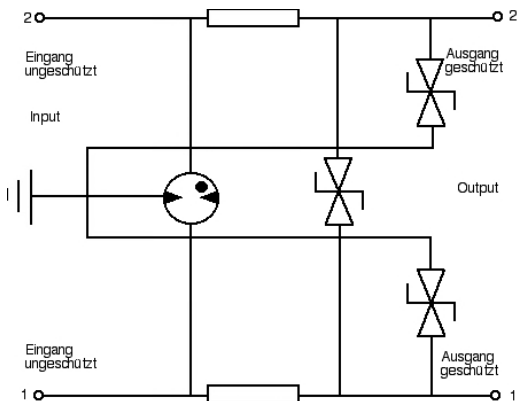 2
2
Eingang
ungeschützt
Ausgang
geschützt
Input
Output
Eingang
ungeschützt
Ausgang
geschützt
1
1